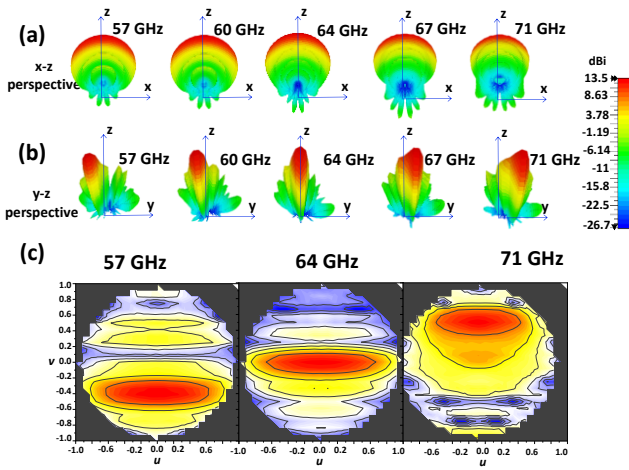 (a)
x-z
perspective
57 GHz
60 GHz
64 GHz
67 GHz
71 GHz
z
z
z
z
z
x
x
x
x
x
dBi
13.5
8.63
3.78
-1.19
-6.14
-11
-15.8
-22.5
-26.7
(b)
y-z
perspective
57 GHz
60 GHz
64 GHz
67 GHz
71 GHz
z
z
z
z
z
y
y
y
y
y
(c)
57 GHz
64 GHz
71 GHz
1.0
0.8
0.6
0.4
0.2
v 0.0
-0.2
-0.4
-0.6
-0.8
-1.0
-1.0 -0.6 -0.2 0.2 0.6 1.0
-0.6 -0.2 0.2 0.6 1.0
-0.6 -0.2 0.2 0.6 1.0
u
u
u